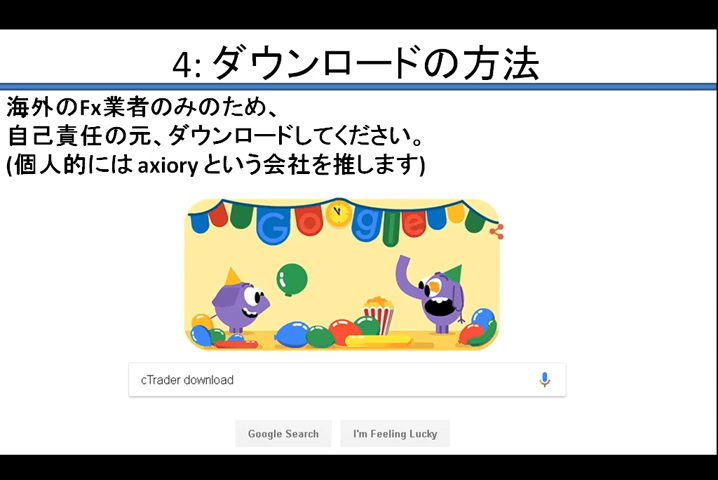 4: ダウンロードの方法
海外のFx業者のみのため、
自己責任の元、ダウンロードしてください。
(個人的には axiory という会社を推します)
Google
cTrader download
Google Search
I'm Feeling Lucky